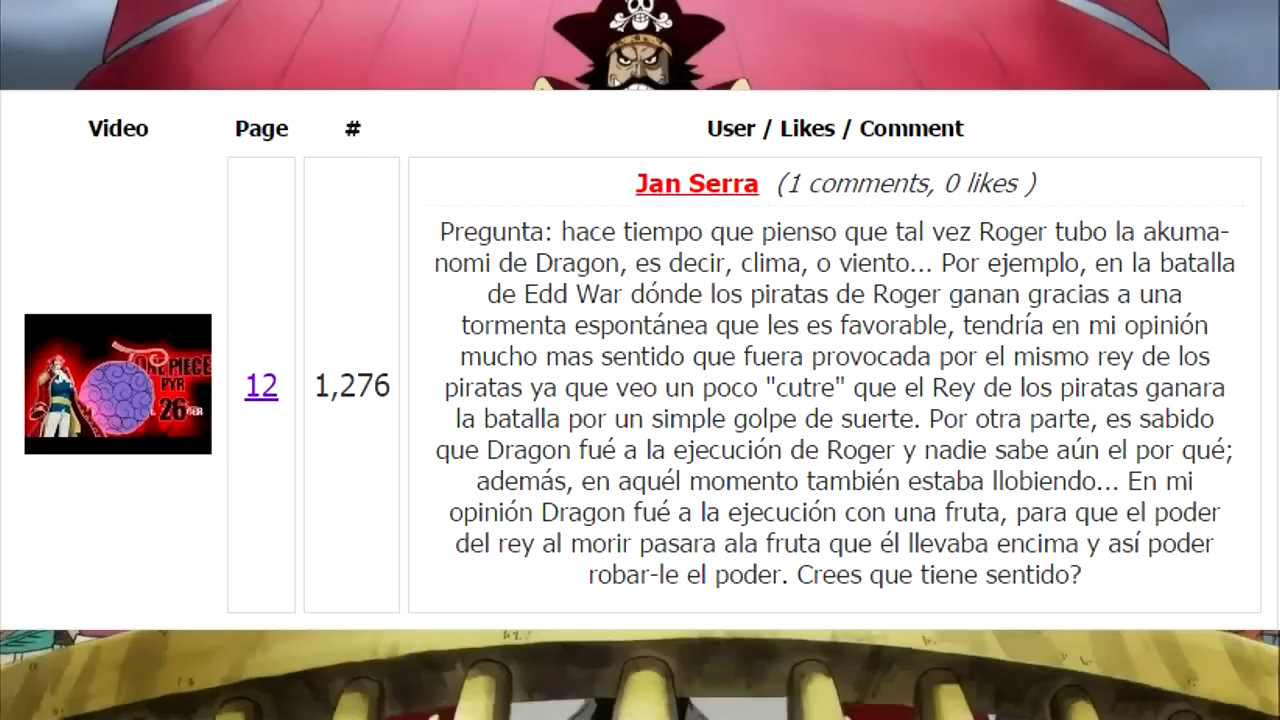 Video Page # User / Likes / Comment
Jan Serra (1 comments, 0 likes )
Pregunta: hace tiempo que pienso que tal vez Roger tubo la akuma-
nomi de Dragon, es decir, clima, o viento... Por ejemplo, en la batalla
de Edd War dónde los piratas de Roger ganan gracias a una
tormenta espontánea que les es favorable, tendría en mi opinión
mucho mas sentido que fuera provocada por el mismo rey de los
piratas ya que veo un poco "cutre" que el Rey de los piratas ganara
la batalla por un simple golpe de suerte. Por otra parte, es sabido
que Dragon fué a la ejecución de Roger y nadie sabe aún el por qué;
además, en aquél momento también estaba llobiendo... En mi
opinión Dragon fué a la ejecución con una fruta, para que el poder
del rey al morir pasara ala fruta que él llevaba encima y así poder
robar-le el poder. Crees que tiene sentido?
12 1,276
PIECE
PYR
26